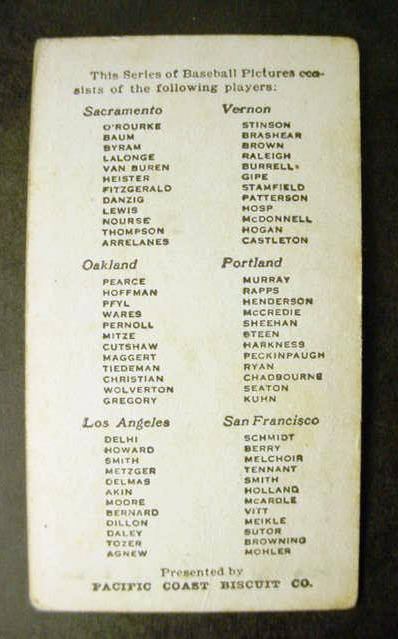 This Series of Baseball Pictures con-
sists of the following players:
Sacramento
O'ROURKE
BAUM
BYRAM
LALONGE
VAN BUREN
HEISTER
FITZGERALD
DANZIG
LEWIS
NOURSE
THOMPSON
ARRELANES
Vernon
STINSON
BRASHEAR
BROWN
RALEIGH
BURRELL
GIPE
STAMFIELD
PATTERSON
HOSP
McDONNELL
HOGAN
CASTLETON
Oakland
PEARCE
HOFFMAN
PFYL
WARES
PERNOLL
MITZE
CUTSHAW
MAGGERT
TIEDEMAN
CHRISTIAN
WOLVERTON
GREGORY
Portland
MURRAY
RAPPS
HENDERSON
McCREDIE
SHEEHAN
STEEN
HARKNESS
PECKINPAUGH
RYAN
CHADBOURNE
SEATON
KUHN
Los Angeles
DELHI
HOWARD
SMITH
METZGER
DELMAS
AKIN
MOORE
BERNARD
DILLON
DALEY
TOZER
AGNEW
San Francisco
SCHMIDT
BERRY
MELCHOIR
TENNANT
SMITH
HOLLAND
McARDLE
VITT
MEIKLE
SUTOR
BROWNING
MOHLER
Presented by
PACIFIC COAST BISCUIT CO.